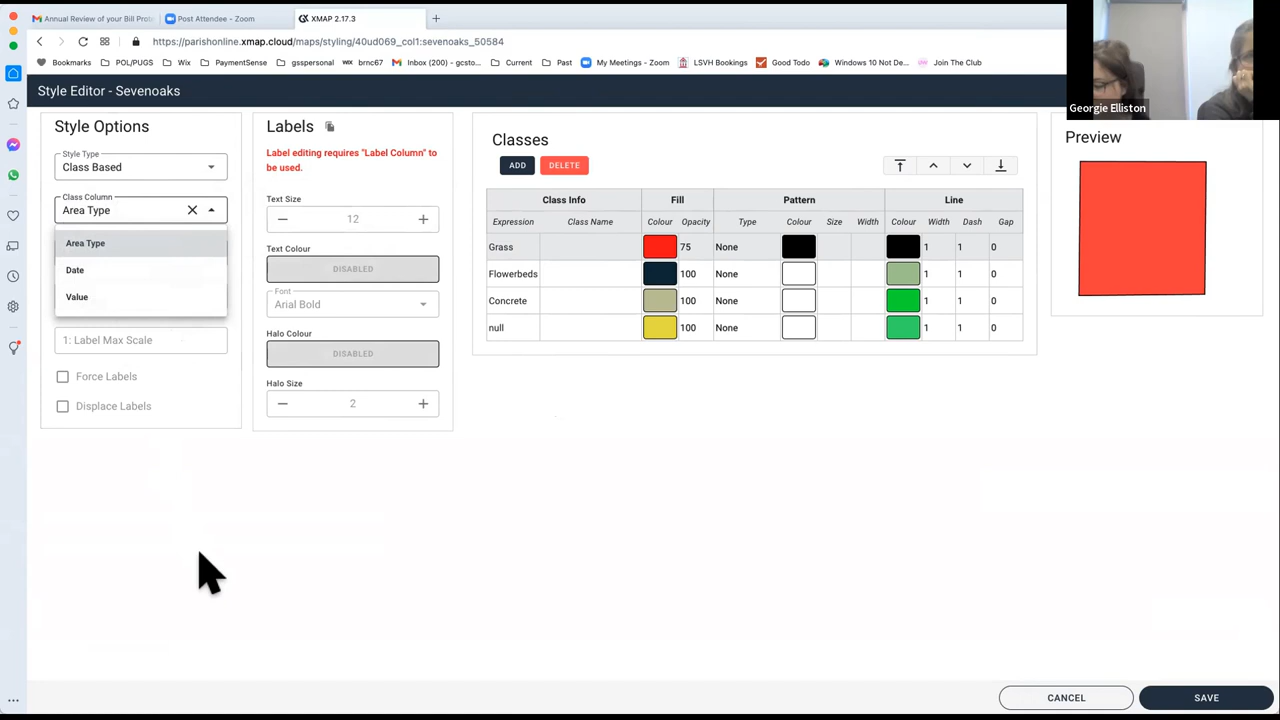 Annual Review of your Bill Prot
Post Attendee - Zoom
XMAP 2.17.3
https://parishonline.xmap.cloud/maps/styling/40ud069_col1:sevenoaks_50584
Bookmarks
POL/PUGS
Wix
PaymentSense
gsspersonal
WIX
brnc67
Inbox (200) - gcsto...
Current
Past
My Meetings - Zoom
LSVH Bookings
Good Todo
Windows 10 Not De...
Join The Club
Georgie Elliston
Style Editor - Sevenoaks
Style Options
Style Type
Class Based
Class Column
Area Type
Area Type
Date
Value
1: Label Max Scale
Force Labels
Displace Labels
Labels
Label editing requires "Label Column" to
be used.
Text Size
12
Text Colour
DISABLED
Font
Arial Bold
Halo Colour
DISABLED
Halo Size
2
Classes
ADD DELETE
Class Info Fill Pattern Line
Expression Class Name Colour Opacity Type Colour Size Width Colour Width Dash Gap
Grass 75 None 1 1 0
Flowerbeds 100 None 1 1 0
Concrete 100 None 1 1 0
null 100 None 1 1 0
Preview
CANCEL
SAVE